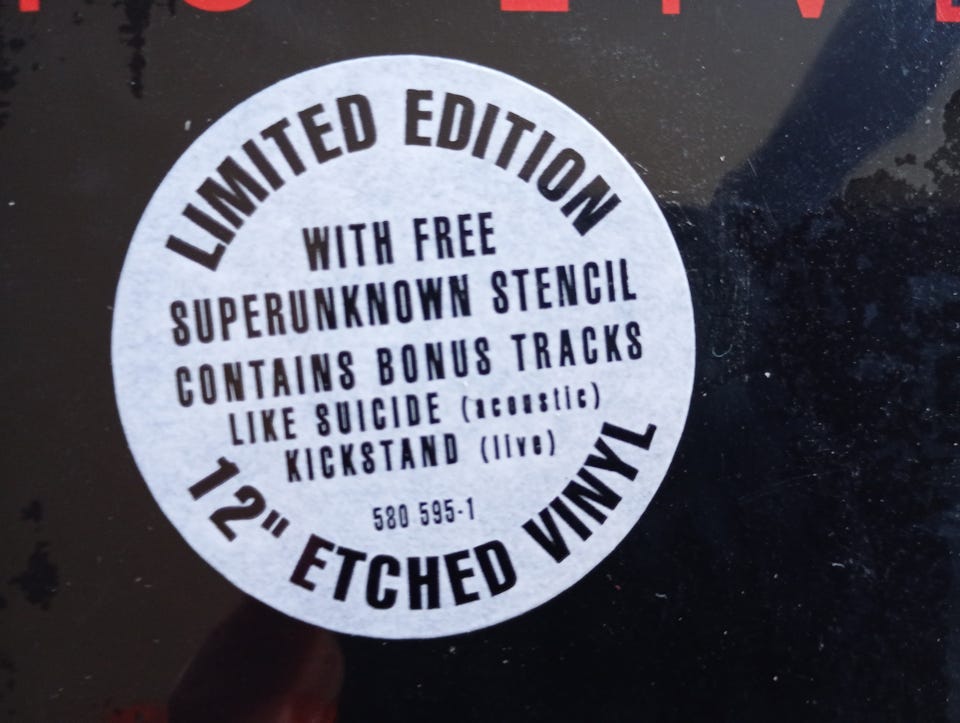 LIMITED EDITION
WITH FREE
SUPERUNKNOWN STENCIL
CONTAINS BONUS TRACKS
LIKE SUICIDE (acoustic)
KICKSTAND (live)
580 595-1
12" ETCHED VINYL